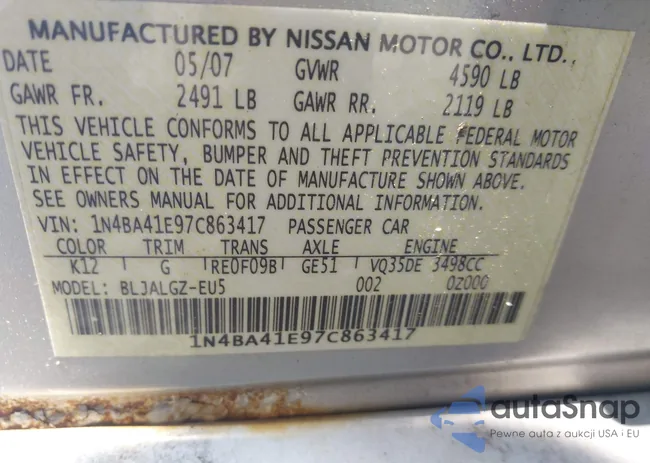 MANUFACTURED BY NISSAN MOTOR CO., LTD.,
DATE 05/07 GVWR 4590 LB
GAWR FR. 2491 LB GAWR RR. 2119 LB
THIS VEHICLE CONFORMS TO ALL APPLICABLE FEDERAL MOTOR
VEHICLE SAFETY, BUMPER AND THEFT PREVENTION STANDARDS
IN EFFECT ON THE DATE OF MANUFACTURE SHOWN ABOVE.
SEE OWNERS MANUAL FOR ADDITIONAL INFORMATION.
VIN: 1N4BA41E97C863417 PASSENGER CAR
COLOR TRIM TRANS AXLE ENGINE
K12 G RE0F09B GE51 VQ35DE 3498CC
MODEL: BLJALGZ-EU5 002 0Z000
1N4BA41E97C863417
autaSnap
Pewne auta z aukcji USA i EU